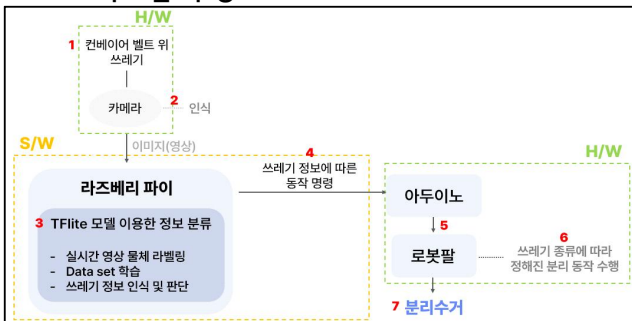 H/W
1 컨베이어 벨트 위
쓰레기
카메라
2 인식
이미지(영상)
S/W
라즈베리 파이
3 TFlite 모델 이용한 정보 분류
- 실시간 영상 물체 라벨링
- Data set 학습
- 쓰레기 정보 인식 및 판단
4
쓰레기 정보에 따른
동작 명령
H/W
아두이노
5
로봇팔
6
쓰레기 종류에 따라
정해진 분리 동작 수행
7 분리수거